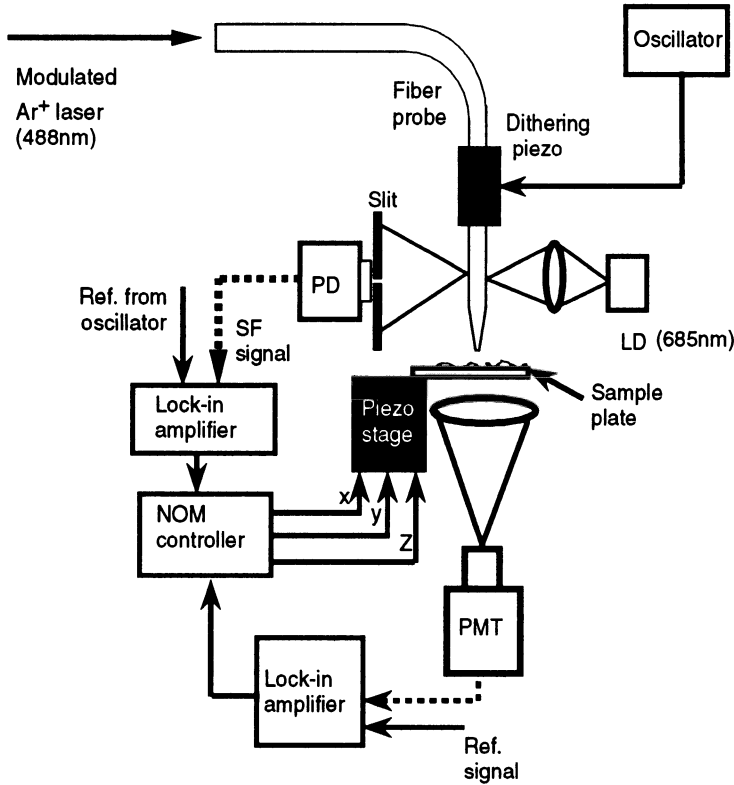 Oscillator
Modulated
Ar+ laser
(488nm)
Fiber
probe
Dithering
piezo
Slit
PD
LD (685nm)
Ref. from
oscillator
SF
signal
Sample
plate
Lock-in
amplifier
Piezo
stage
x
y
Z
NOM
controller
PMT
Lock-in
amplifier
Ref.
signal